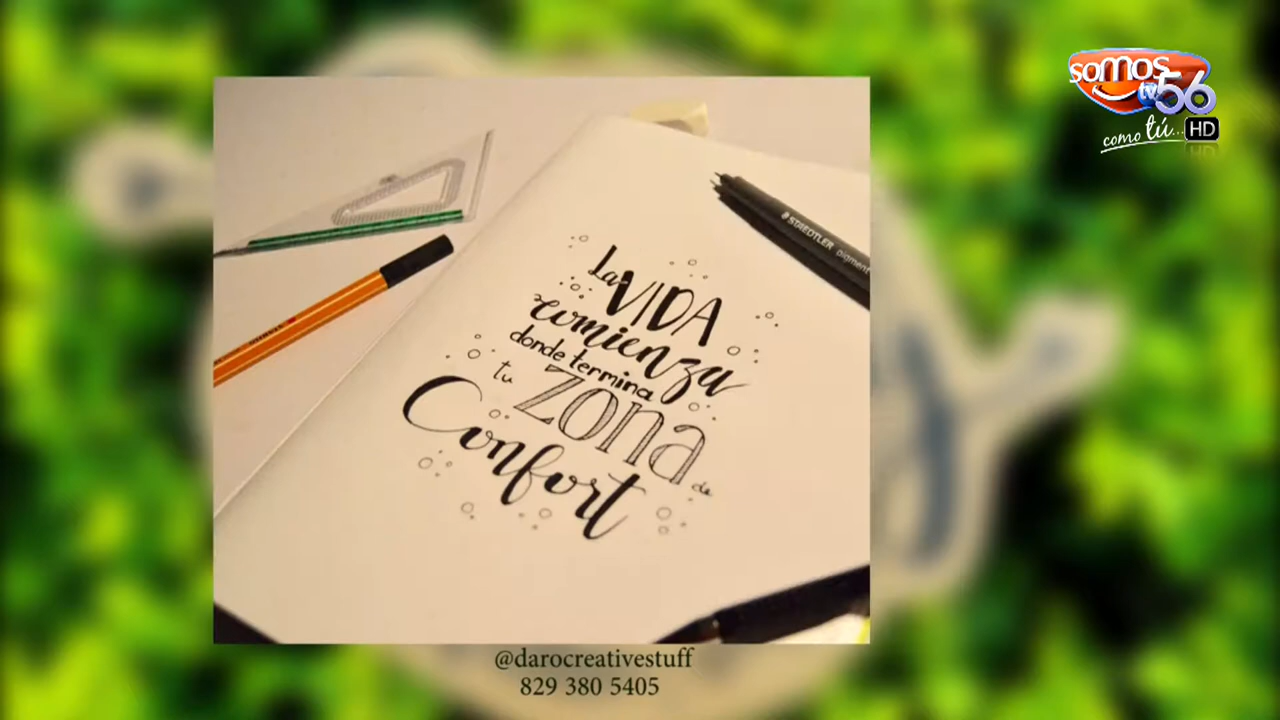 somos
tv 56
como tú... HD
STAEDTLER pigment
La VIDA
comienza
donde termina
tu ZONA de
Confort
@darocreativestuff
829 380 5405